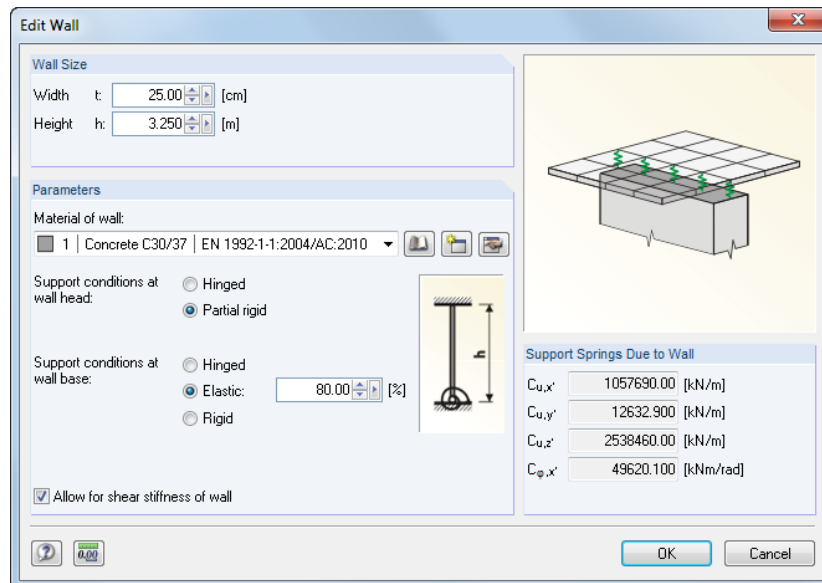 Edit Wall
Wall Size
Width t: 25.00 [cm]
Height h: 3.250 [m]
Parameters
Material of wall:
1 Concrete C30/37 EN 1992-1-1:2004/AC:2010
Support conditions at
wall head:
Hinged
Partial rigid
Support conditions at
wall base:
Hinged
Elastic: 80.00 [%]
Rigid
h
Allow for shear stiffness of wall
Support Springs Due to Wall
Cu,x' 1057690.00 [kN/m]
Cu,y' 12632.900 [kN/m]
Cu,z' 2538460.00 [kN/m]
Cφ,x' 49620.100 [kNm/rad]
0.00
OK
Cancel